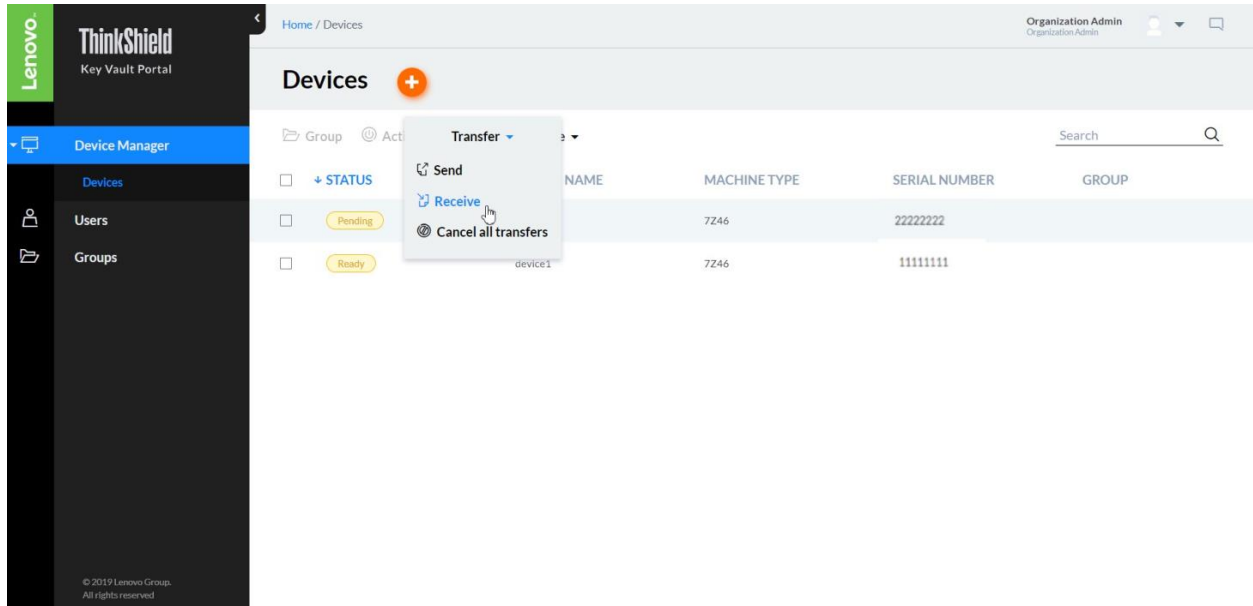 Lenovo.
ThinkShield
Key Vault Portal
Device Manager
Devices
Users
Groups
© 2019 Lenovo Group.
All rights reserved
Home / Devices
Organization Admin
Organization Admin
Devices
Group Acti
Transfer
e
Search
Send
Receive
Cancel all transfers
STATUS NAME MACHINE TYPE SERIAL NUMBER GROUP
Pending 7Z46 22222222
Ready device1 7Z46 11111111